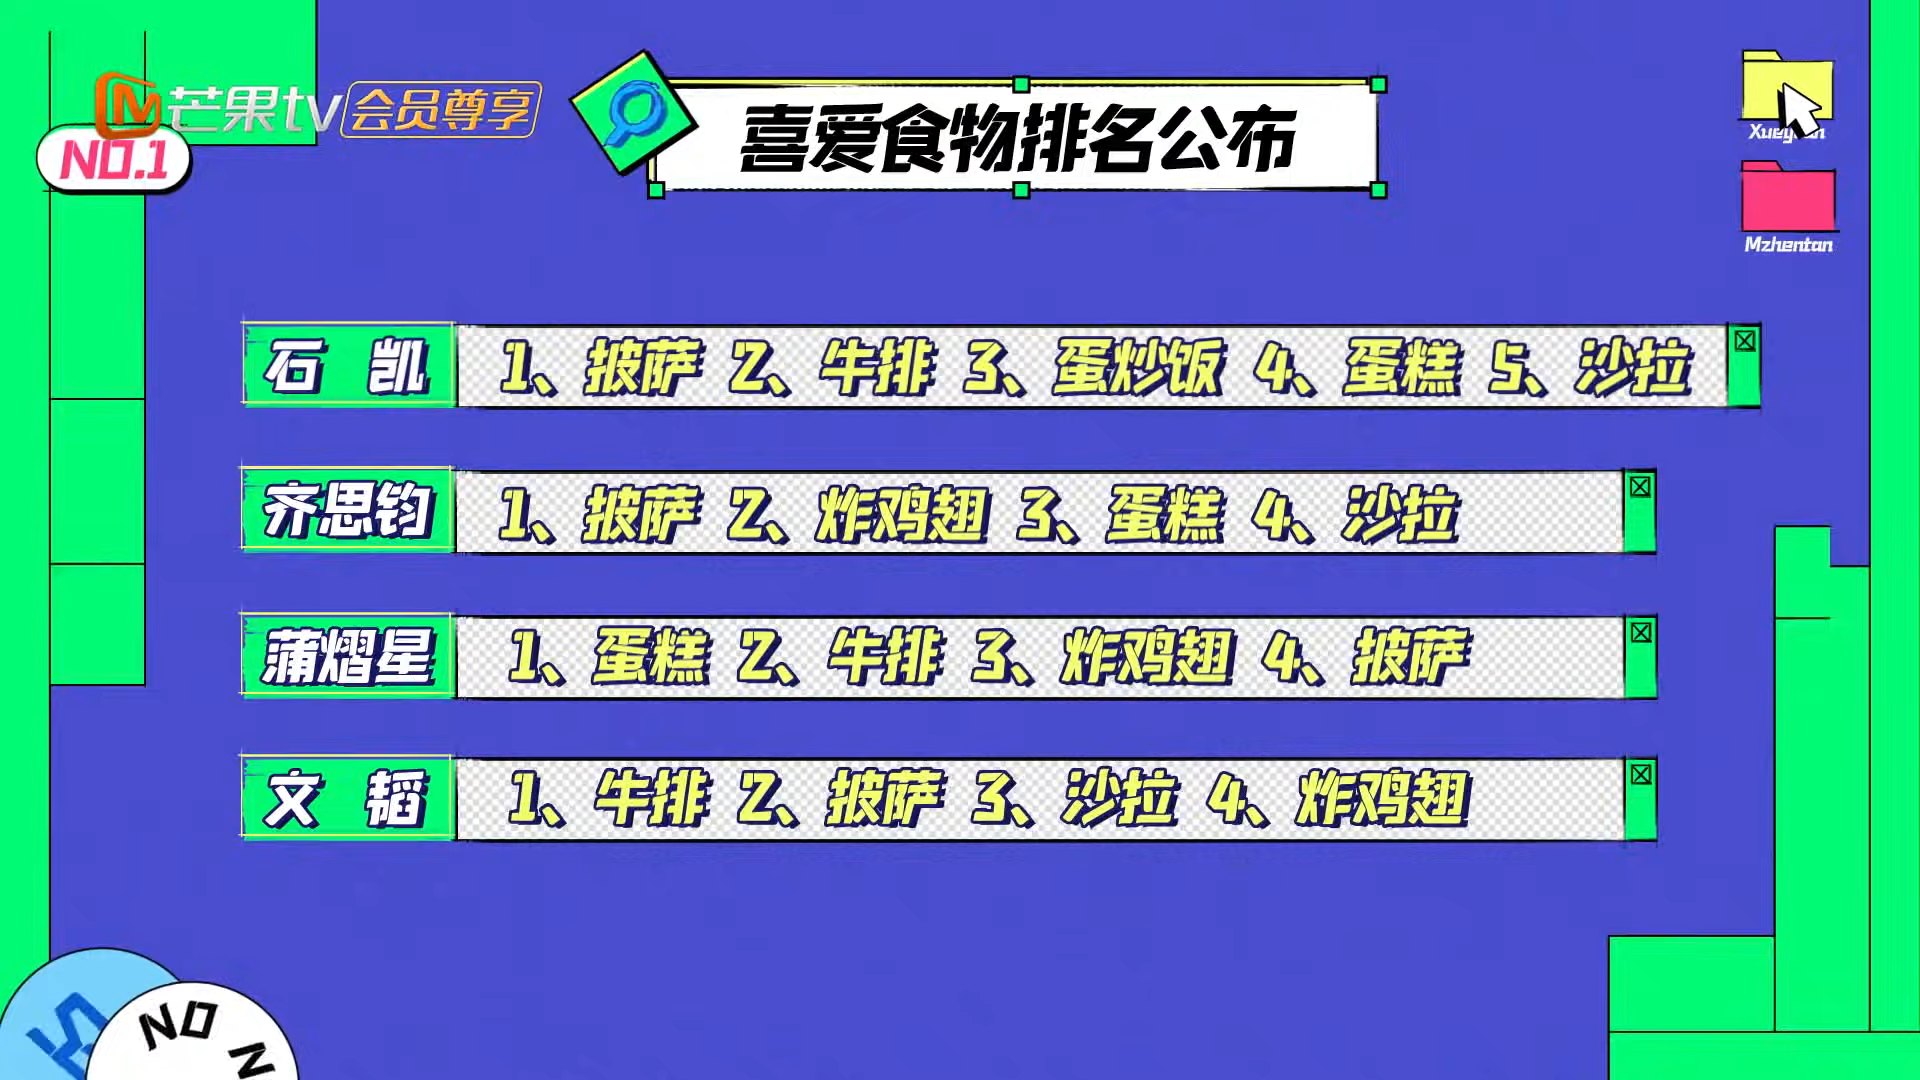 芒果tv 会员尊享
NO.1
喜爱食物排名公布
Mzhentan
石凯 1、披萨 2、牛排 3、蛋炒饭 4、蛋糕 5、沙拉
齐思钧 1、披萨 2、炸鸡翅 3、蛋糕 4、沙拉
蒲熠星 1、蛋糕 2、牛排 3、炸鸡翅 4、披萨
文韬 1、牛排 2、披萨 3、沙拉 4、炸鸡翅
NO N